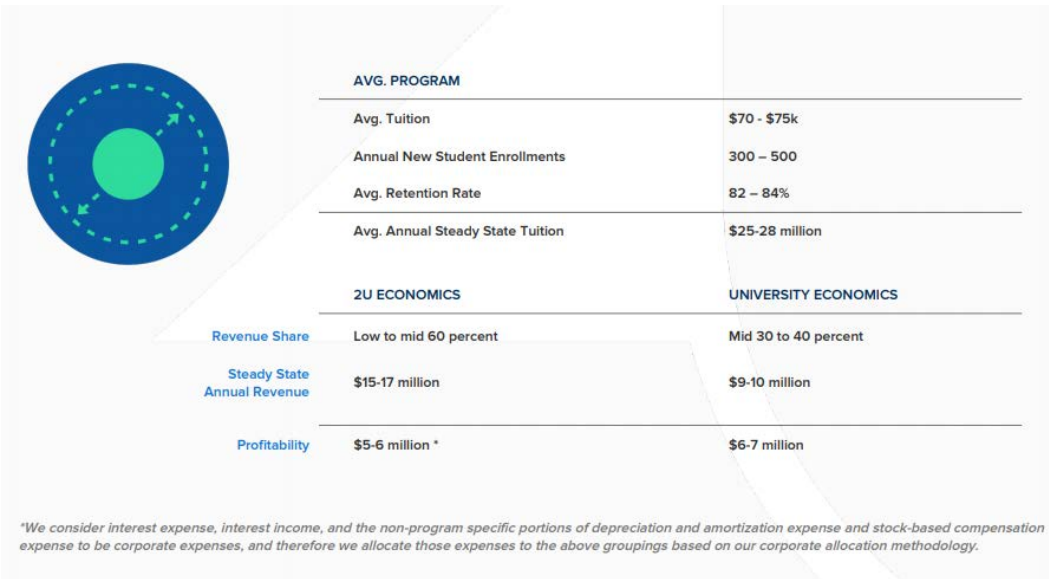 AVG. PROGRAM
Avg. Tuition $70 - $75k
Annual New Student Enrollments 300 – 500
Avg. Retention Rate 82 – 84%
Avg. Annual Steady State Tuition $25-28 million
2U ECONOMICS UNIVERSITY ECONOMICS
Revenue Share Low to mid 60 percent Mid 30 to 40 percent
Steady State
Annual Revenue $15-17 million $9-10 million
Profitability $5-6 million * $6-7 million
*We consider interest expense, interest income, and the non-program specific portions of depreciation and amortization expense and stock-based compensation
expense to be corporate expenses, and therefore we allocate those expenses to the above groupings based on our corporate allocation methodology.